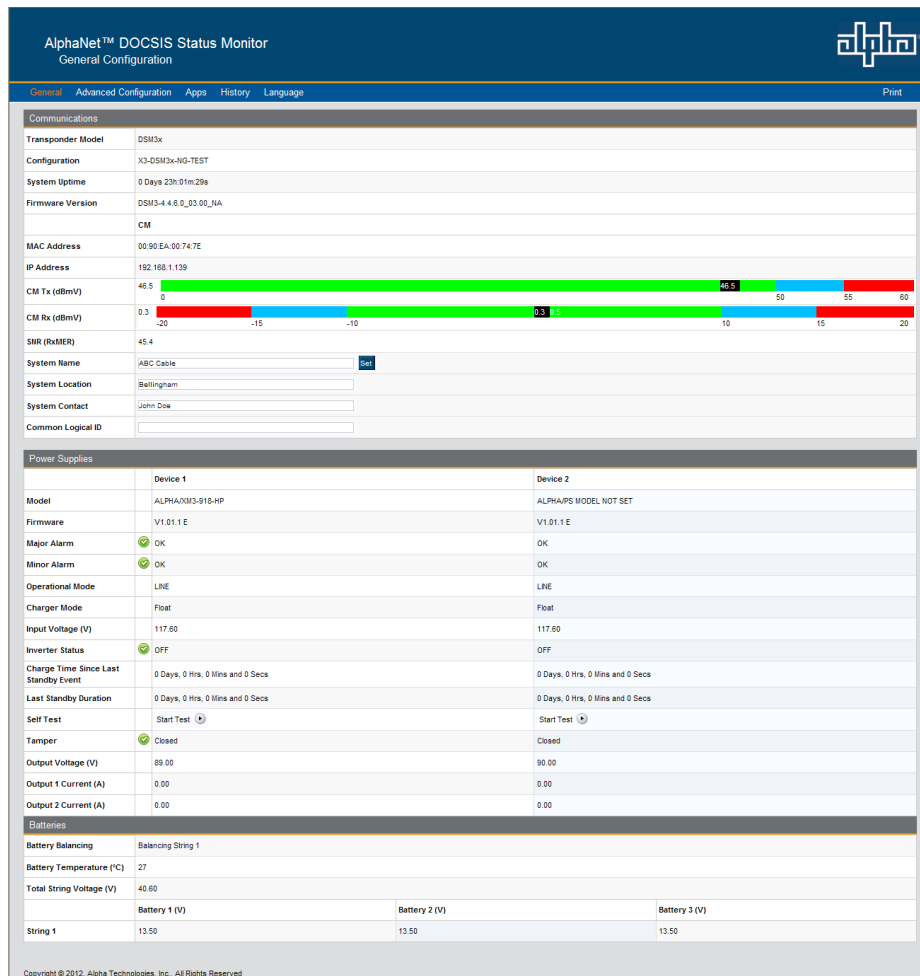 AlphaNet™ DOCSIS Status Monitor
alpha
General Configuration
General Advanced Configuration Apps History Language Print
Communications
Transponder Model DSM3x
Configuration X3-DSM3x-NG-TEST
System Uptime 0 Days 23h:01m:29s
Firmware Version DSM3-4.4.6.0_03.00_NA
CM
MAC Address 00:90:EA:00:74:7E
IP Address 192.168.1.139
CM Tx (dBmV) 46.5 46.5
0 50 55 60
CM Rx (dBmV) 0.3 0.3 0.5
-20 -15 -10 10 15 20
SNR (RxMER) 45.4
System Name ABC Cable Set
System Location Bellingham
System Contact John Doe
Common Logical ID
Power Supplies
Device 1 Device 2
Model ALPHA/XM3-918-HP ALPHA/PS MODEL NOT SET
Firmware V1.01.1 E V1.01.1 E
Major Alarm OK OK
Minor Alarm OK OK
Operational Mode LINE LINE
Charger Mode Float Float
Input Voltage (V) 117.60 117.60
Inverter Status OFF OFF
Charge Time Since Last
Standby Event 0 Days, 0 Hrs, 0 Mins and 0 Secs 0 Days, 0 Hrs, 0 Mins and 0 Secs
Last Standby Duration 0 Days, 0 Hrs, 0 Mins and 0 Secs 0 Days, 0 Hrs, 0 Mins and 0 Secs
Self Test Start Test Start Test
Tamper Closed Closed
Output Voltage (V) 89.00 90.00
Output 1 Current (A) 0.00 0.00
Output 2 Current (A) 0.00 0.00
Batteries
Battery Balancing Balancing String 1
Battery Temperature (ºC) 27
Total String Voltage (V) 40.60
Battery 1 (V) Battery 2 (V) Battery 3 (V)
String 1 13.50 13.50 13.50
Copyright © 2012. Alpha Technologies, Inc., All Rights Reserved